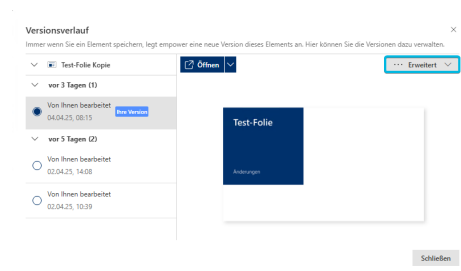 Versionsverlauf
Immer wenn Sie ein Element speichern, legt empower eine neue Version dieses Elements an. Hier können Sie die Versionen dazu verwalten.
Test-Folie Kopie
Öffnen
Erweitert
vor 3 Tagen (1)
Von Ihnen bearbeitet
Ihre Version
04.04.25, 08:15
vor 5 Tagen (2)
Von Ihnen bearbeitet
02.04.25, 14:08
Von Ihnen bearbeitet
02.04.25, 10:39
Test-Folie
Änderungen
Schließen